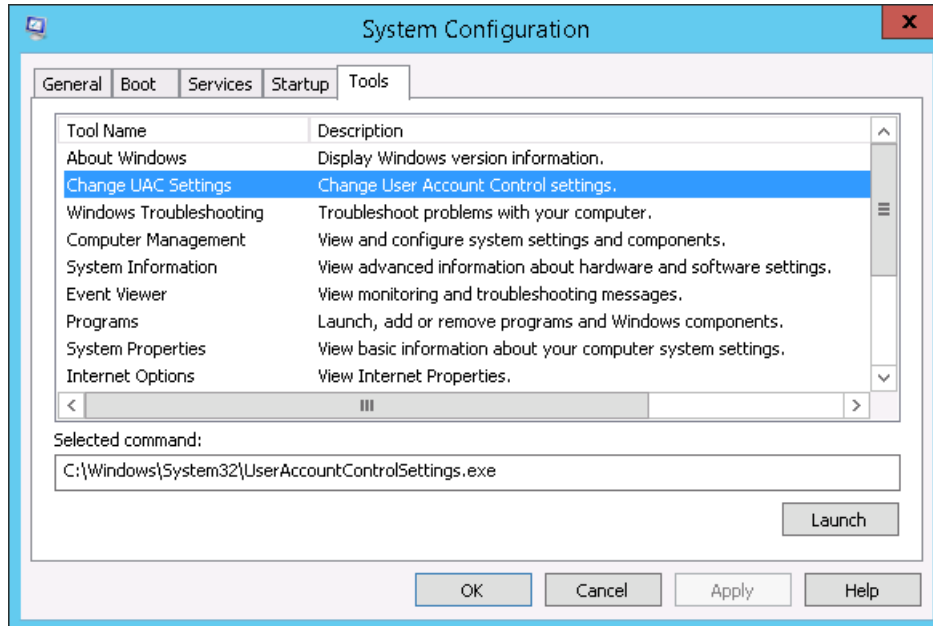 System Configuration
General Boot Services Startup Tools
Tool Name Description
About Windows Display Windows version information.
Change UAC Settings Change User Account Control settings.
Windows Troubleshooting Troubleshoot problems with your computer.
Computer Management View and configure system settings and components.
System Information View advanced information about hardware and software settings.
Event Viewer View monitoring and troubleshooting messages.
Programs Launch, add or remove programs and Windows components.
System Properties View basic information about your computer system settings.
Internet Options View Internet Properties.
Selected command:
C:\Windows\System32\UserAccountControlSettings.exe
Launch
OK Cancel Apply Help